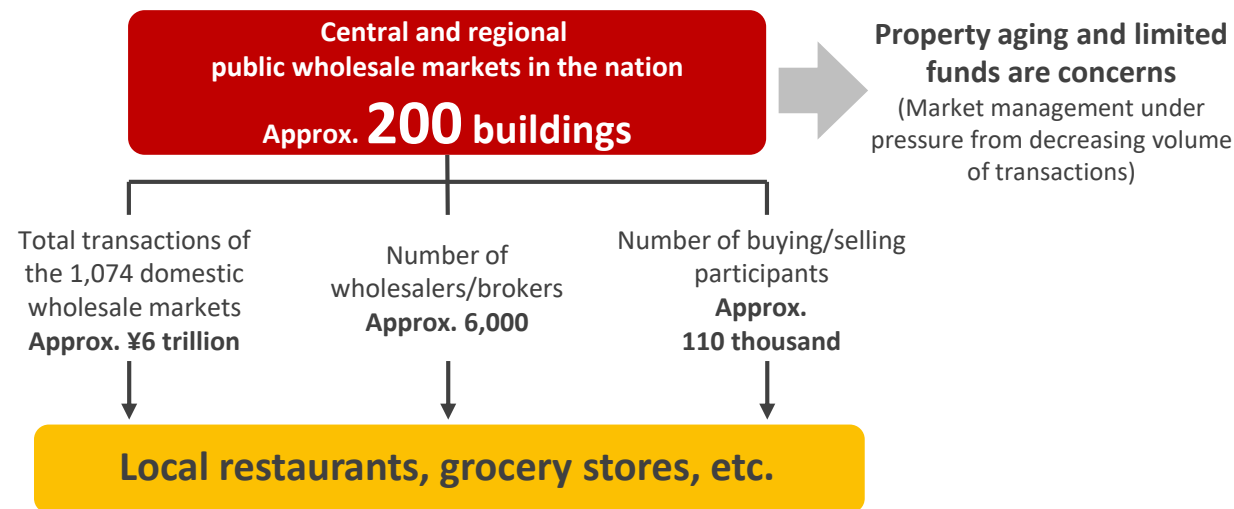 Central and regional
public wholesale markets in the nation
Approx. 200 buildings
Property aging and limited
funds are concerns
(Market management under
pressure from decreasing volume
of transactions)
Total transactions of
the 1,074 domestic
wholesale markets
Approx. ¥6 trillion
Number of
wholesalers/brokers
Approx. 6,000
Number of buying/selling
participants
Approx.
110 thousand
Local restaurants, grocery stores, etc.